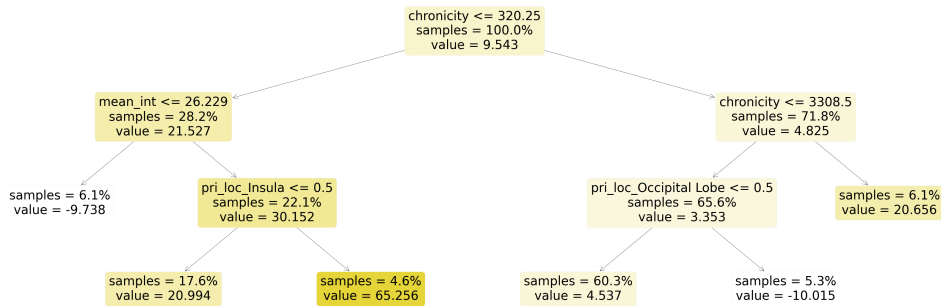 chronicity <= 320.25
samples = 100.0%
value = 9.543
mean_int <= 26.229
samples = 28.2%
value = 21.527
chronicity <= 3308.5
samples = 71.8%
value = 4.825
samples = 6.1%
value = -9.738
pri_loc_Insula <= 0.5
samples = 22.1%
value = 30.152
pri_loc_Occipital Lobe <= 0.5
samples = 65.6%
value = 3.353
samples = 6.1%
value = 20.656
samples = 17.6%
value = 20.994
samples = 4.6%
value = 65.256
samples = 60.3%
value = 4.537
samples = 5.3%
value = -10.015